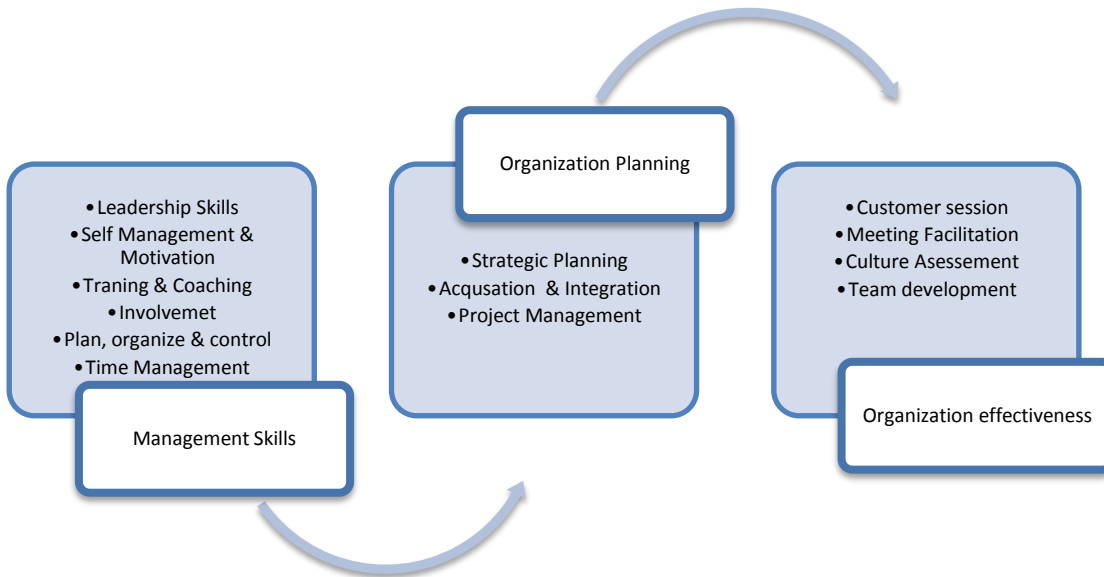 •Leadership Skills
•Self Management &
Motivation
•Traning & Coaching
•Involvemet
•Plan, organize & control
•Time Management
Management Skills
Organization Planning
•Strategic Planning
•Acqusation & Integration
•Project Management
•Customer session
•Meeting Facilitation
•Culture Asessement
•Team development
Organization effectiveness